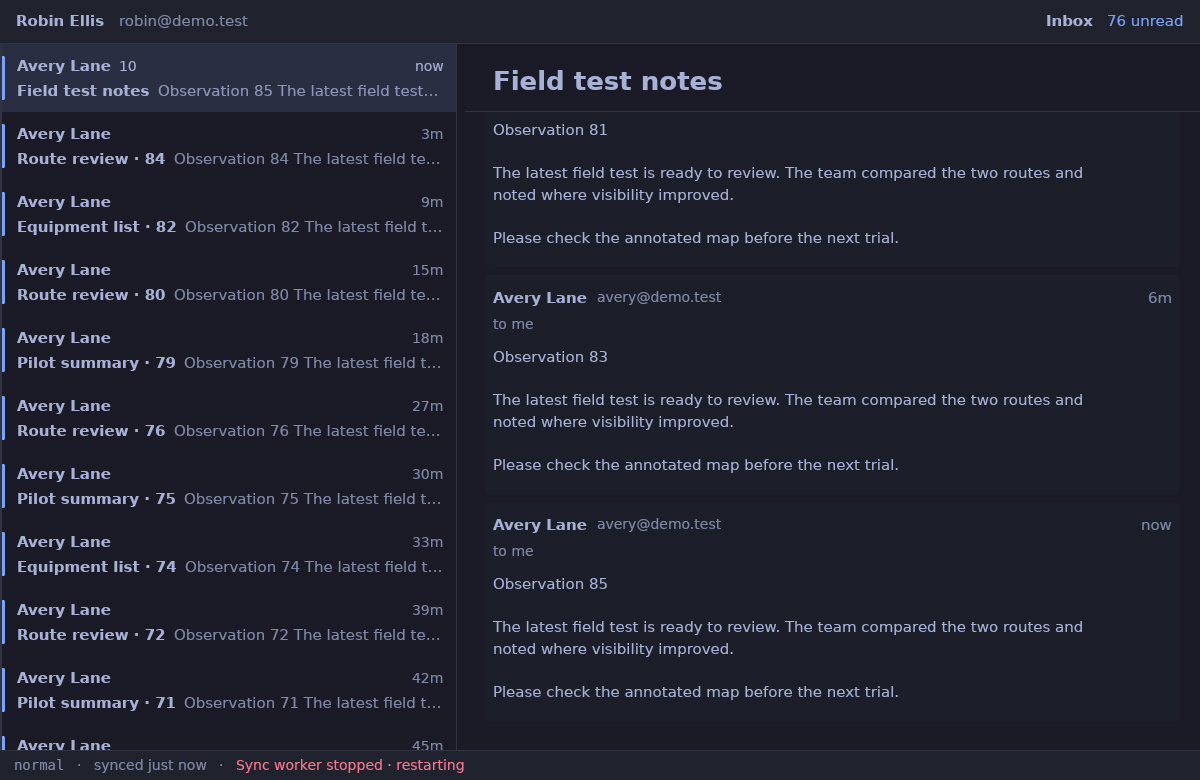 Robin Ellis robin@demo.test
Inbox 76 unread
Avery Lane 10 now
Field test notes Observation 85 The latest field test…
Avery Lane 3m
Route review · 84 Observation 84 The latest field te…
Avery Lane 9m
Equipment list · 82 Observation 82 The latest field t…
Avery Lane 15m
Route review · 80 Observation 80 The latest field te…
Avery Lane 18m
Pilot summary · 79 Observation 79 The latest field t…
Avery Lane 27m
Route review · 76 Observation 76 The latest field te…
Avery Lane 30m
Pilot summary · 75 Observation 75 The latest field t…
Avery Lane 33m
Equipment list · 74 Observation 74 The latest field t…
Avery Lane 39m
Route review · 72 Observation 72 The latest field te…
Avery Lane 42m
Pilot summary · 71 Observation 71 The latest field t…
Avery Lane 45m
Field test notes
Observation 81
The latest field test is ready to review. The team compared the two routes and
noted where visibility improved.
Please check the annotated map before the next trial.
Avery Lane avery@demo.test 6m
to me
Observation 83
The latest field test is ready to review. The team compared the two routes and
noted where visibility improved.
Please check the annotated map before the next trial.
Avery Lane avery@demo.test now
to me
Observation 85
The latest field test is ready to review. The team compared the two routes and
noted where visibility improved.
Please check the annotated map before the next trial.
normal · synced just now · Sync worker stopped · restarting